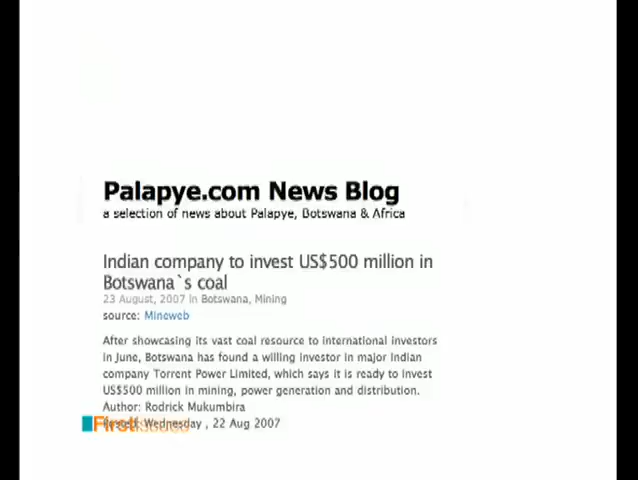 Palapye.com News Blog
a selection of news about Palapye, Botswana & Africa
Indian company to invest US$500 million in
Botswana`s coal
23 August, 2007 in Botswana, Mining
source: Mineweb
After showcasing its vast coal resource to international investors
in June, Botswana has found a willing investor in major Indian
company Torrent Power Limited, which says it is ready to invest
US$500 million in mining, power generation and distribution.
Author: Rodrick Mukumbira
Wednesday , 22 Aug 2007
First